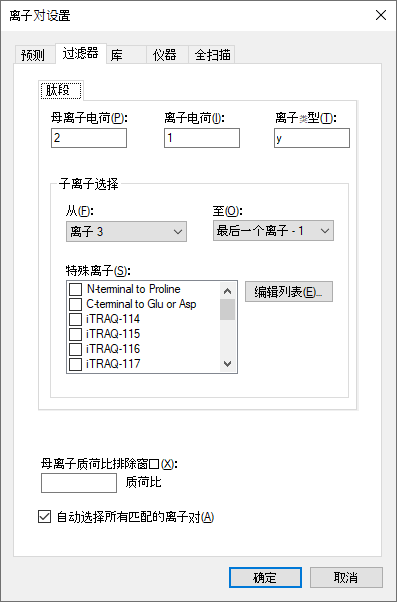 离子对设置
预测 过滤器 库 仪器 全扫描
肽段
母离子电荷(P): 离子电荷(I): 离子类型(T):
2 1 y
子离子选择
从(F): 至(O):
离子 3 最后一个离子 - 1
特殊离子(S):
N-terminal to Proline 编辑列表(E)...
C-terminal to Glu or Asp
iTRAQ-114
iTRAQ-115
iTRAQ-116
iTRAQ-117
母离子质荷比排除窗口(X):
质荷比
自动选择所有匹配的离子对(A)
确定 取消